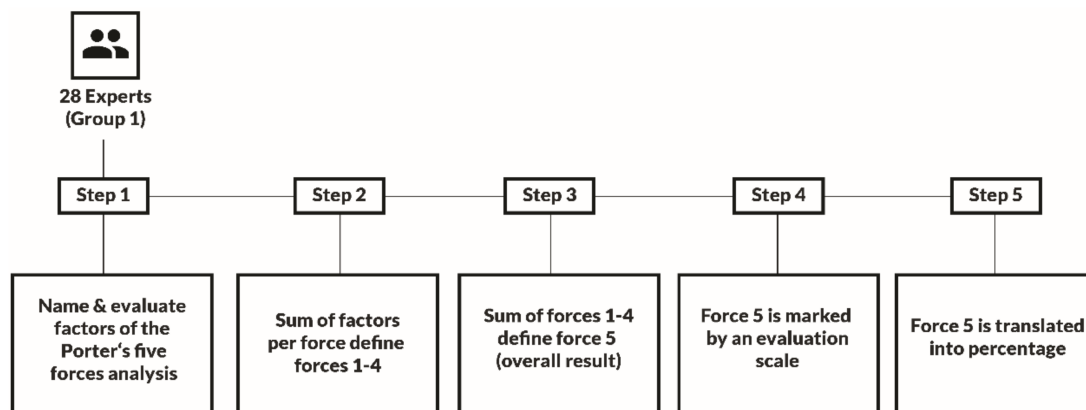 28 Experts
(Group 1)
Step 1
Step 2
Step 3
Step 4
Step 5
Name & evaluate
factors of the
Porter‘s five
forces analysis
Sum of factors
per force define
forces 1-4
Sum of forces 1-4
define force 5
(overall result)
Force 5 is marked
by an evaluation
scale
Force 5 is translated
into percentage